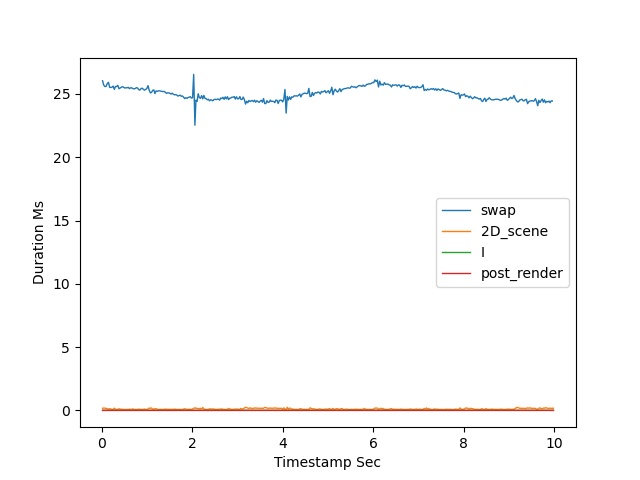 25
20
15
10
5
0
Duration Ms
swap
2D_scene
I
post_render
0 2 4 6 8 10
Timestamp Sec